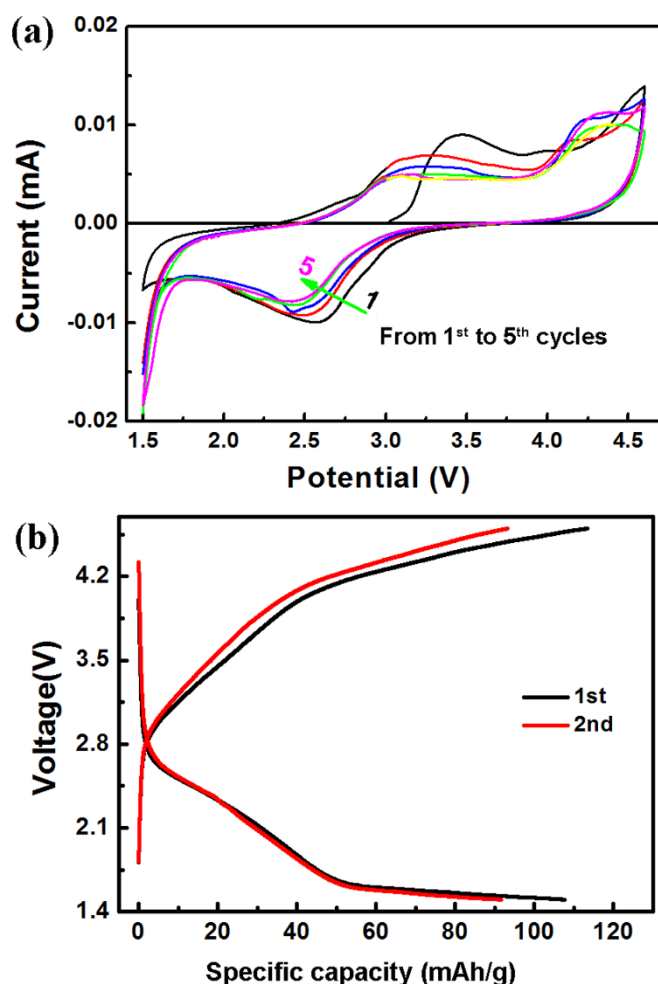 (a)
0.02
0.01
0.00
-0.01
-0.02
Current (mA)
5
1
From 1st to 5th cycles
1.5 2.0 2.5 3.0 3.5 4.0 4.5
Potential (V)
(b)
4.2
3.5
2.8
2.1
1.4
Voltage(V)
1st
2nd
0 20 40 60 80 100 120
Specific capacity (mAh/g)